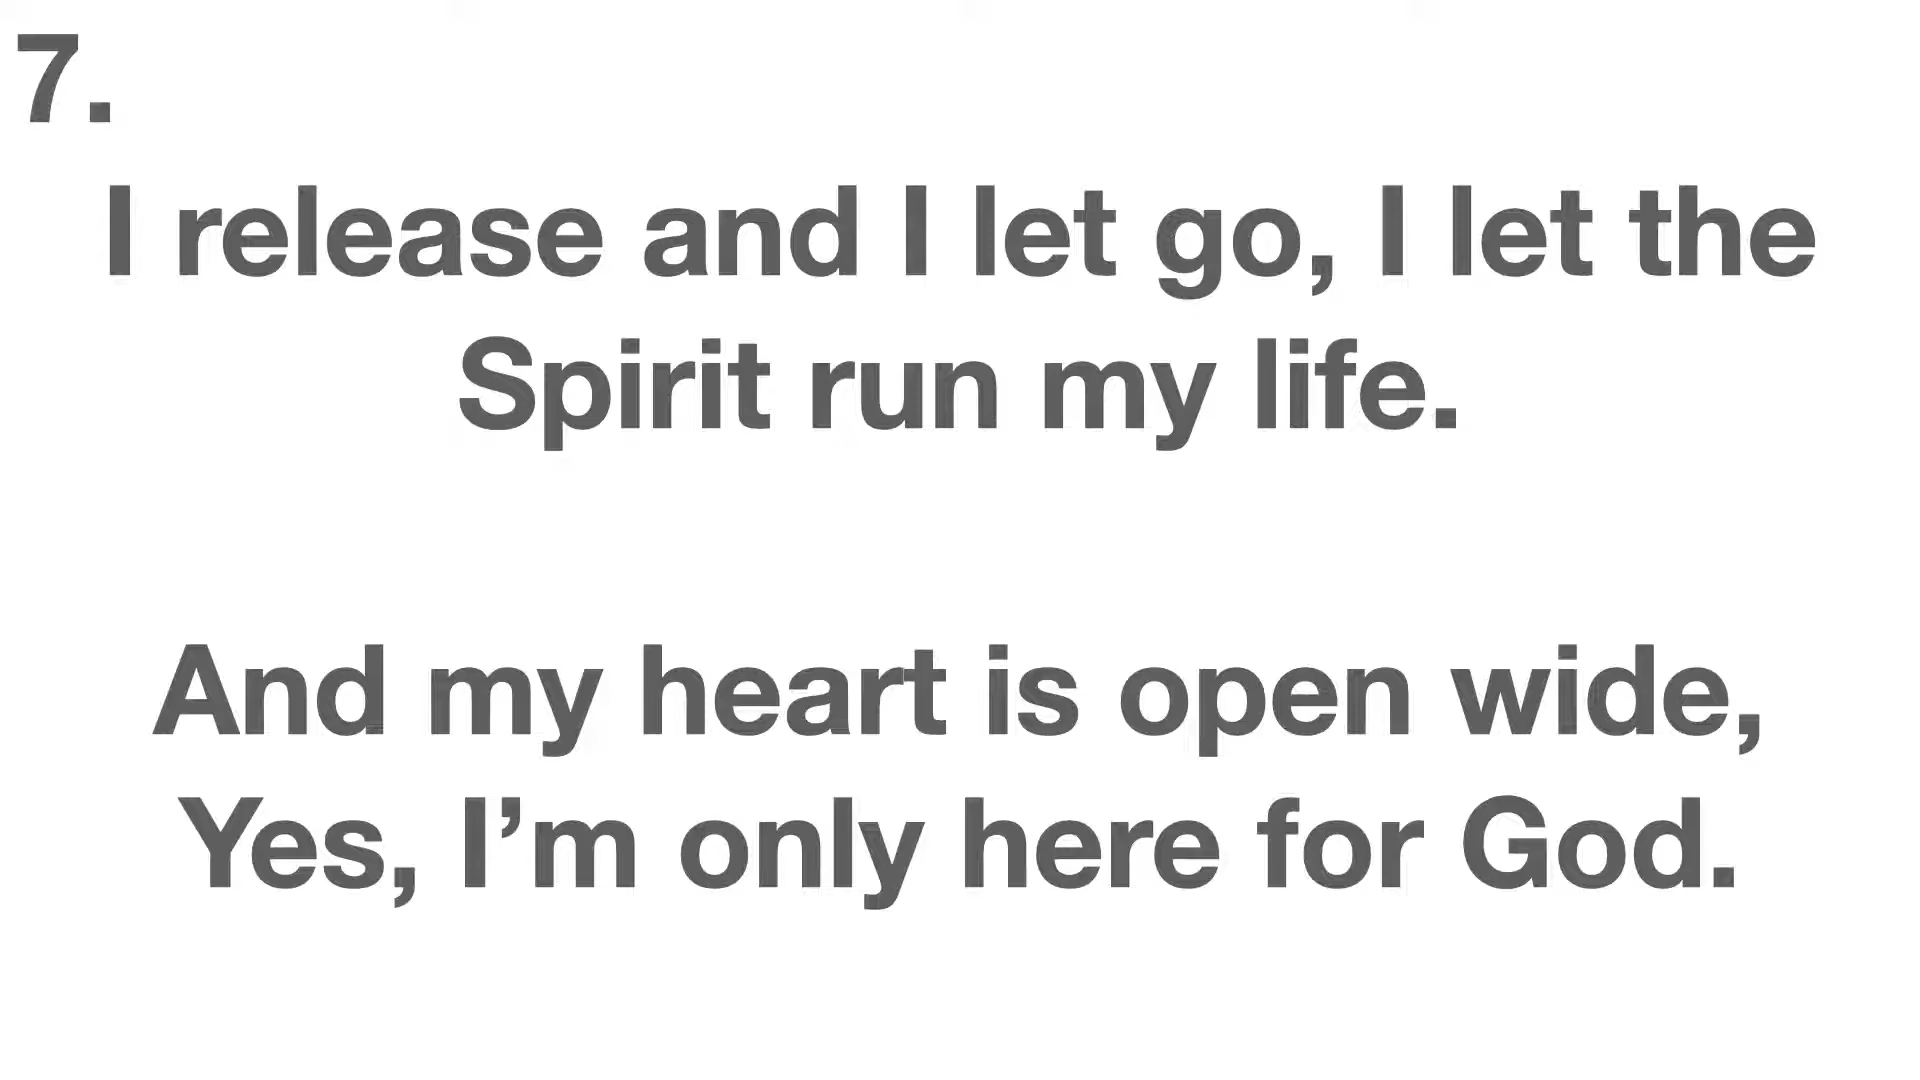 7.
I release and I let go, I let the
Spirit run my life.
And my heart is open wide,
Yes, I’m only here for God.